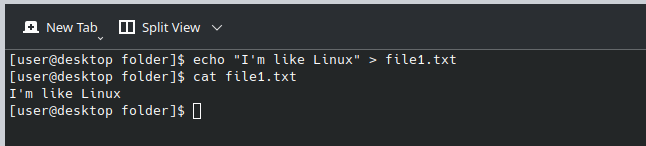 New Tab Split View
[user@desktop folder]$ echo "I'm like Linux" > file1.txt
[user@desktop folder]$ cat file1.txt
I'm like Linux
[user@desktop folder]$